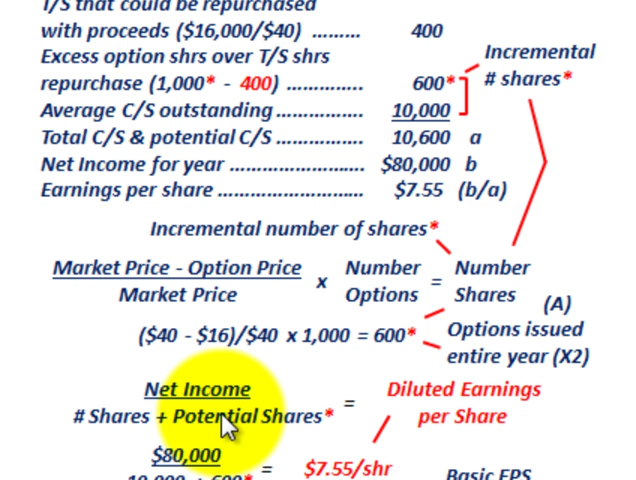 T/S that could be repurchased
with proceeds ($16,000/$40) ......... 400
Excess option shrs over T/S shrs
repurchase (1,000* - 400) .............. 600*
Incremental
# shares*
Average C/S outstanding ................ 10,000
Total C/S & potential C/S ................ 10,600 a
Net Income for year ......................... $80,000 b
Earnings per share ........................... $7.55 (b/a)
Incremental number of shares*
Market Price - Option Price x Number = Number
Market Price Options Shares (A)
($40 - $16)/$40 x 1,000 = 600*
Options issued
entire year (X2)
Net Income = Diluted Earnings
# Shares + Potential Shares* per Share
$80,000 = $7.55/shr
10,000 + 600*
Basic EPS